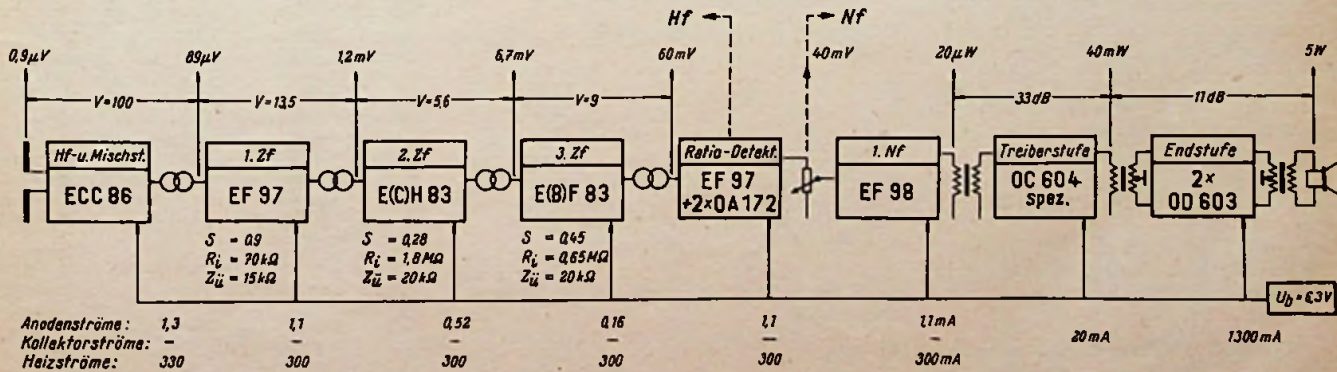 Hf Nf
0,9μV 89μV 1,2mV 6,7mV 60mV 40mV 20μW 40mW 5W
V=100 V=13,5 V=5,6 V=9 33dB 11dB
Hf-u.Mischst. 1. Zf 2. Zf 3. Zf Ratio-Detekt. 1. Nf Treiberstufe Endstufe
ECC 86 EF 97 E(C)H 83 E(B)F 83 EF 97 +2×OA172 EF 98 OC 604 spez. 2× OD 603
S = 0,9 S = 0,28 S = 0,45
Ri = 70kΩ Ri = 1,8MΩ Ri = 0,65MΩ
Zü = 15kΩ Zü = 20kΩ Zü = 20kΩ
Ub = 6,3V
Anodenströme: 1,3 1,1 0,52 0,16 1,1 1,1mA
Kollektorströme: – – – – – – 20mA 1300mA
Heizströme: 330 300 300 300 300 300mA